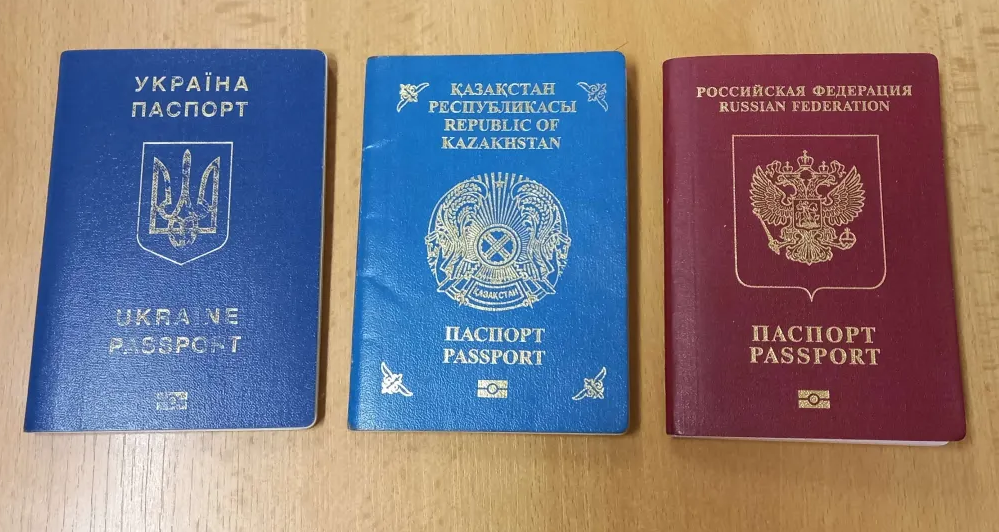 УКРАЇНА
ПАСПОРТ
UKRAINE
PASSPORT
ҚАЗАҚСТАН
РЕСПУБЛИКАСЫ
REPUBLIC OF
KAZAKHSTAN
ҚАЗАҚСТАН
ПАСПОРТ
PASSPORT
РОССИЙСКАЯ ФЕДЕРАЦИЯ
RUSSIAN FEDERATION
ПАСПОРТ
PASSPORT